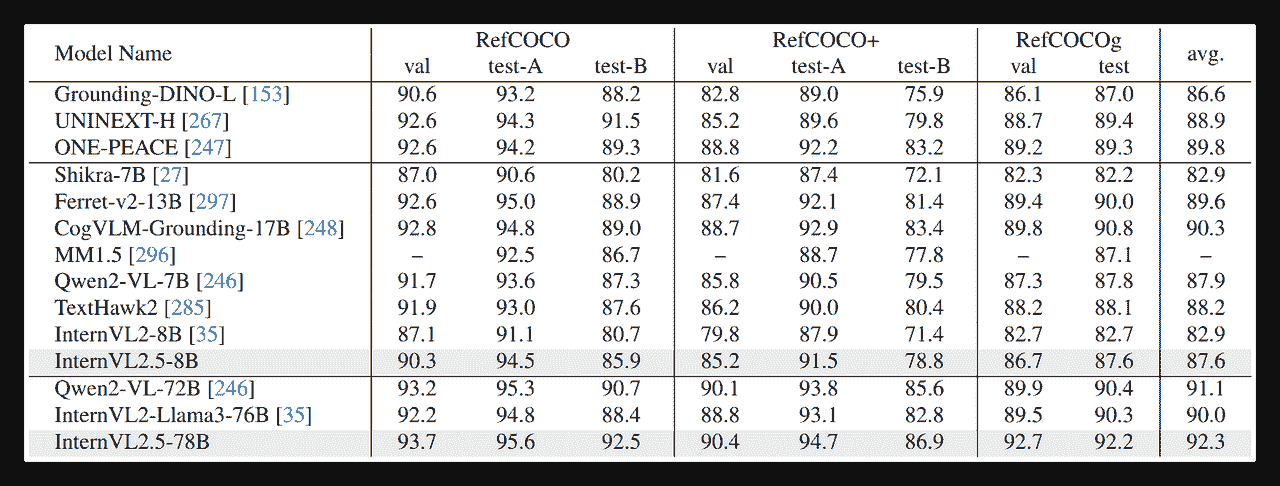 Model Name RefCOCO RefCOCO+ RefCOCOg avg.
val test-A test-B val test-A test-B val test
Grounding-DINO-L [153] 90.6 93.2 88.2 82.8 89.0 75.9 86.1 87.0 86.6
UNINEXT-H [267] 92.6 94.3 91.5 85.2 89.6 79.8 88.7 89.4 88.9
ONE-PEACE [247] 92.6 94.2 89.3 88.8 92.2 83.2 89.2 89.3 89.8
Shikra-7B [27] 87.0 90.6 80.2 81.6 87.4 72.1 82.3 82.2 82.9
Ferret-v2-13B [297] 92.6 95.0 88.9 87.4 92.1 81.4 89.4 90.0 89.6
CogVLM-Grounding-17B [248] 92.8 94.8 89.0 88.7 92.9 83.4 89.8 90.8 90.3
MM1.5 [296] – 92.5 86.7 – 88.7 77.8 – 87.1 –
Qwen2-VL-7B [246] 91.7 93.6 87.3 85.8 90.5 79.5 87.3 87.8 87.9
TextHawk2 [285] 91.9 93.0 87.6 86.2 90.0 80.4 88.2 88.1 88.2
InternVL2-8B [35] 87.1 91.1 80.7 79.8 87.9 71.4 82.7 82.7 82.9
InternVL2.5-8B 90.3 94.5 85.9 85.2 91.5 78.8 86.7 87.6 87.6
Qwen2-VL-72B [246] 93.2 95.3 90.7 90.1 93.8 85.6 89.9 90.4 91.1
InternVL2-Llama3-76B [35] 92.2 94.8 88.4 88.8 93.1 82.8 89.5 90.3 90.0
InternVL2.5-78B 93.7 95.6 92.5 90.4 94.7 86.9 92.7 92.2 92.3